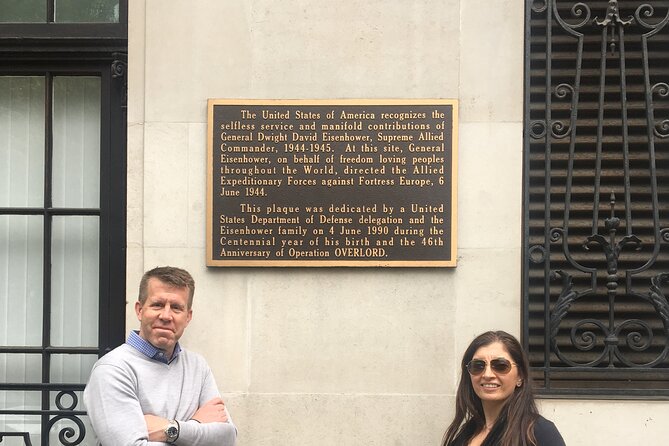 The United States of America recognizes the
selfless service and manifold contributions of
General Dwight David Eisenhower, Supreme Allied
Commander, 1944-1945. At this site, General
Eisenhower, on behalf of freedom loving peoples
throughout the World, directed the Allied
Expeditionary Forces against Fortress Europe, 6
June 1944.
This plaque was dedicated by a United
States Department of Defense delegation and the
Eisenhower family on 4 June 1990 during the
Centennial year of his birth and the 46th
Anniversary of Operation OVERLORD.